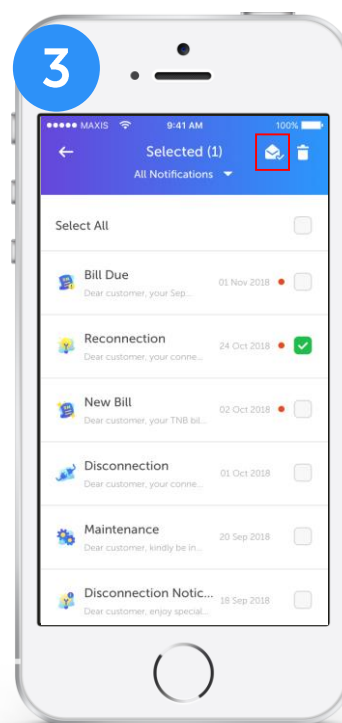 3
MAXIS 9:41 AM 100%
Selected (1)
All Notifications
Select All
Bill Due
Dear customer, your Sep...
01 Nov 2018
Reconnection
Dear customer, your conne...
24 Oct 2018
New Bill
Dear customer, your TNB bil...
02 Oct 2018
Disconnection
Dear customer, your conne...
01 Oct 2018
Maintenance
Dear customer, kindly be in...
20 Sep 2018
Disconnection Notic...
Dear customer, enjoy special...
18 Sep 2018